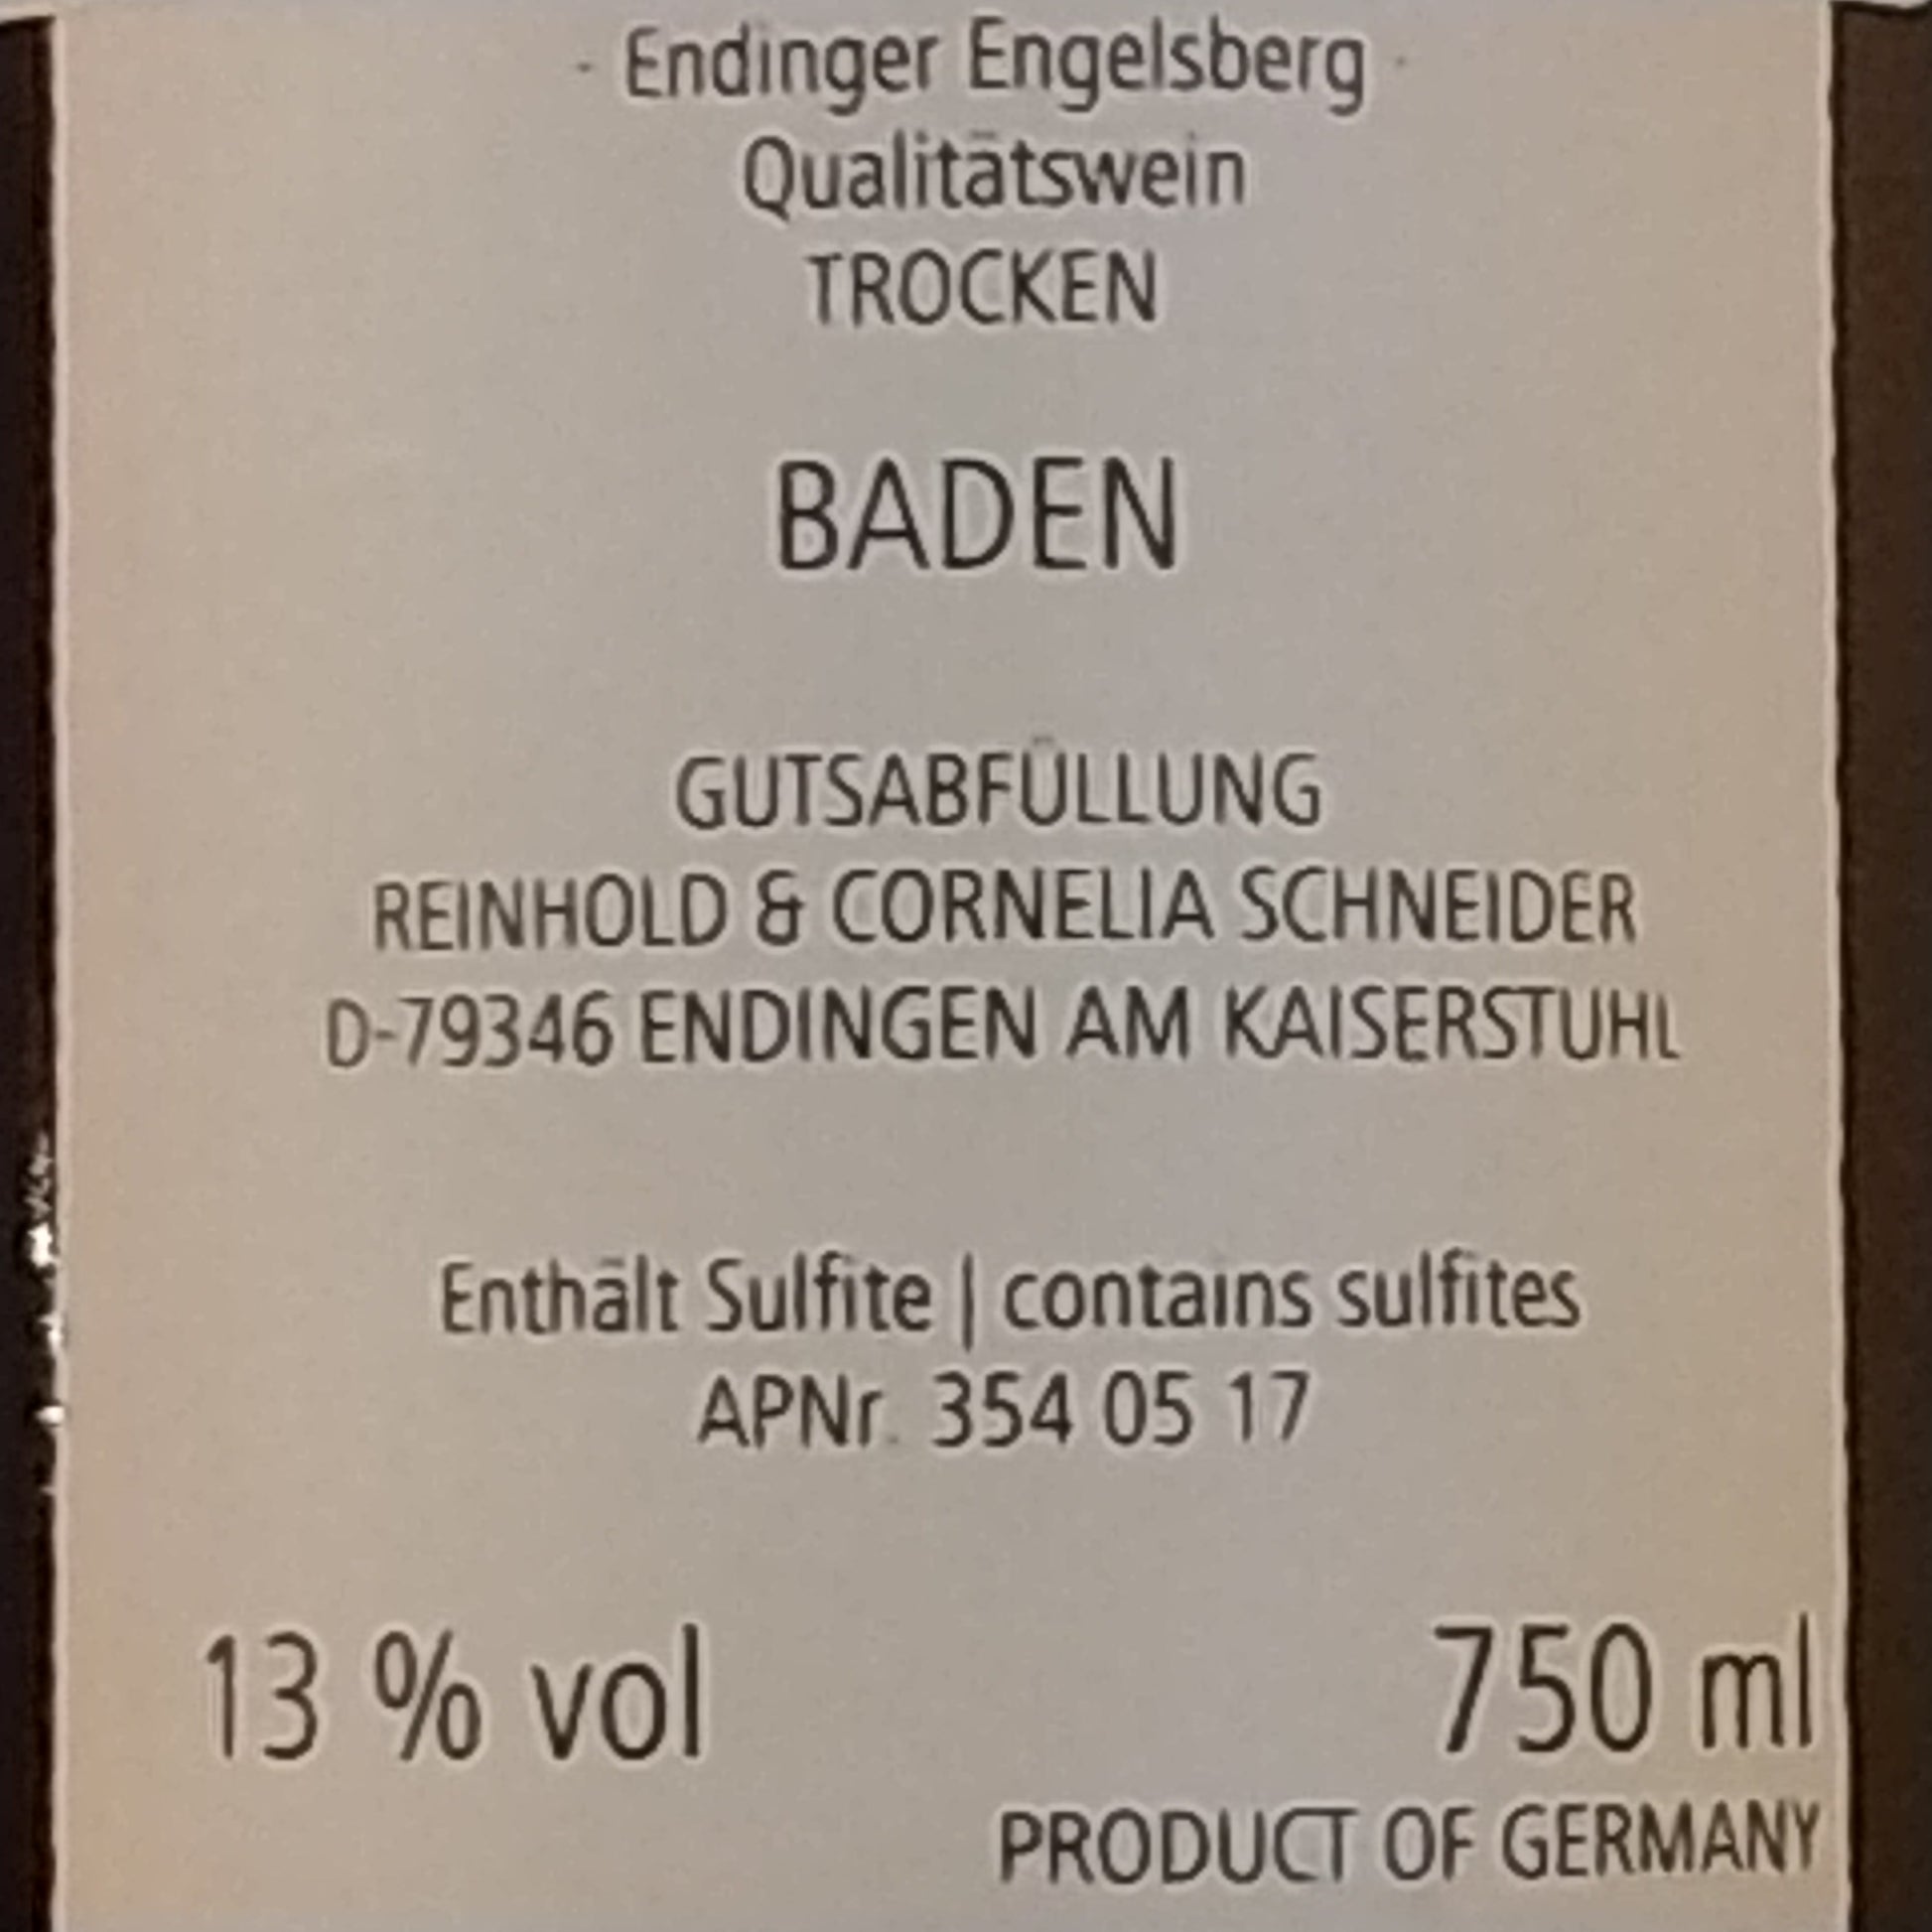 - Endinger Engelsberg -
Qualitätswein
TROCKEN
BADEN
GUTSABFÜLLUNG
REINHOLD & CORNELIA SCHNEIDER
D-79346 ENDINGEN AM KAISERSTUHL
Enthält Sulfite | contains sulfites
APNr. 354 05 17
13 % vol
750 ml
PRODUCT OF GERMANY